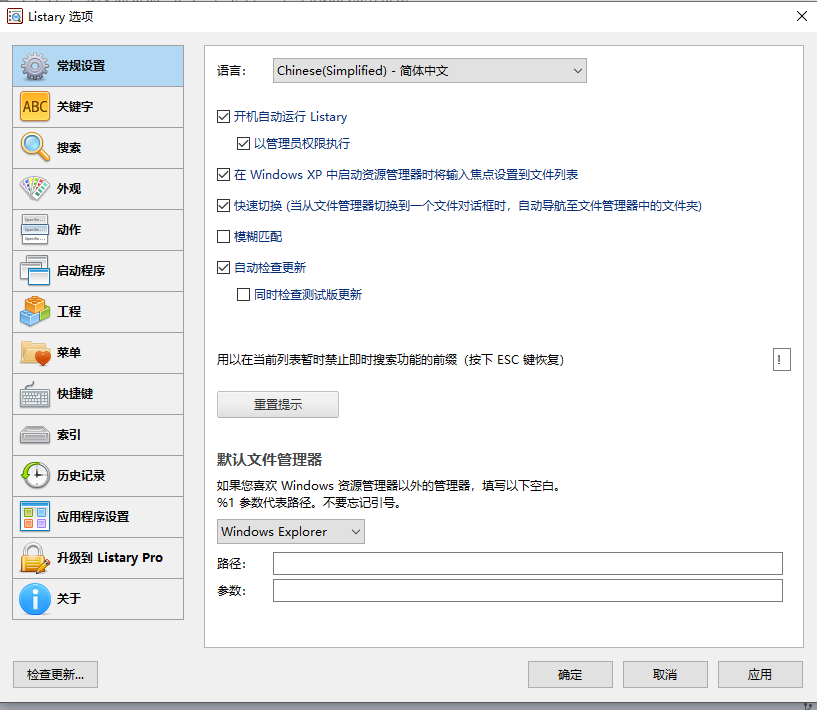 Listary 选项
常规设置
ABC
关键字
搜索
外观
动作
启动程序
工程
菜单
快捷键
索引
历史记录
应用程序设置
升级到 Listary Pro
关于
语言:
Chinese(Simplified) - 简体中文
开机自动运行 Listary
以管理员权限执行
在 Windows XP 中启动资源管理器时将输入焦点设置到文件列表
快速切换 (当从文件管理器切换到一个文件对话框时，自动导航至文件管理器中的文件夹)
模糊匹配
自动检查更新
同时检查测试版更新
用以在当前列表暂时禁止即时搜索功能的前缀（按下 ESC 键恢复）
!
重置提示
默认文件管理器
如果您喜欢 Windows 资源管理器以外的管理器，填写以下空白。
%1 参数代表路径。不要忘记引号。
Windows Explorer
路径:
参数:
检查更新...
确定
取消
应用